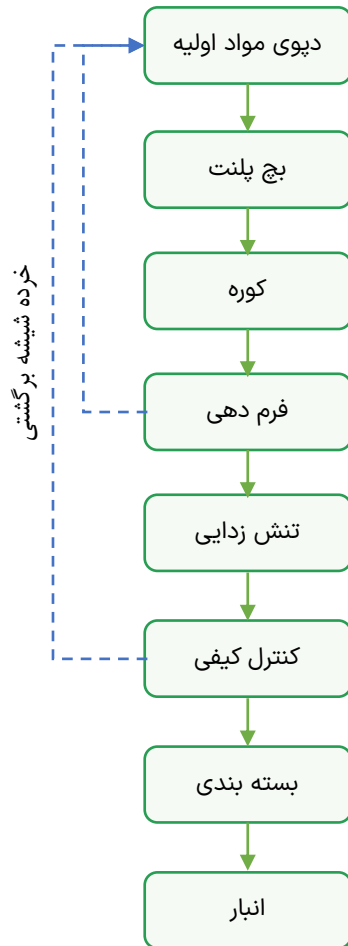 دپوی مواد اولیه
بچ پلنت
کوره
خرده شیشه برگشتی
فرم دهی
تنش زدایی
کنترل کیفی
بسته بندی
انبار